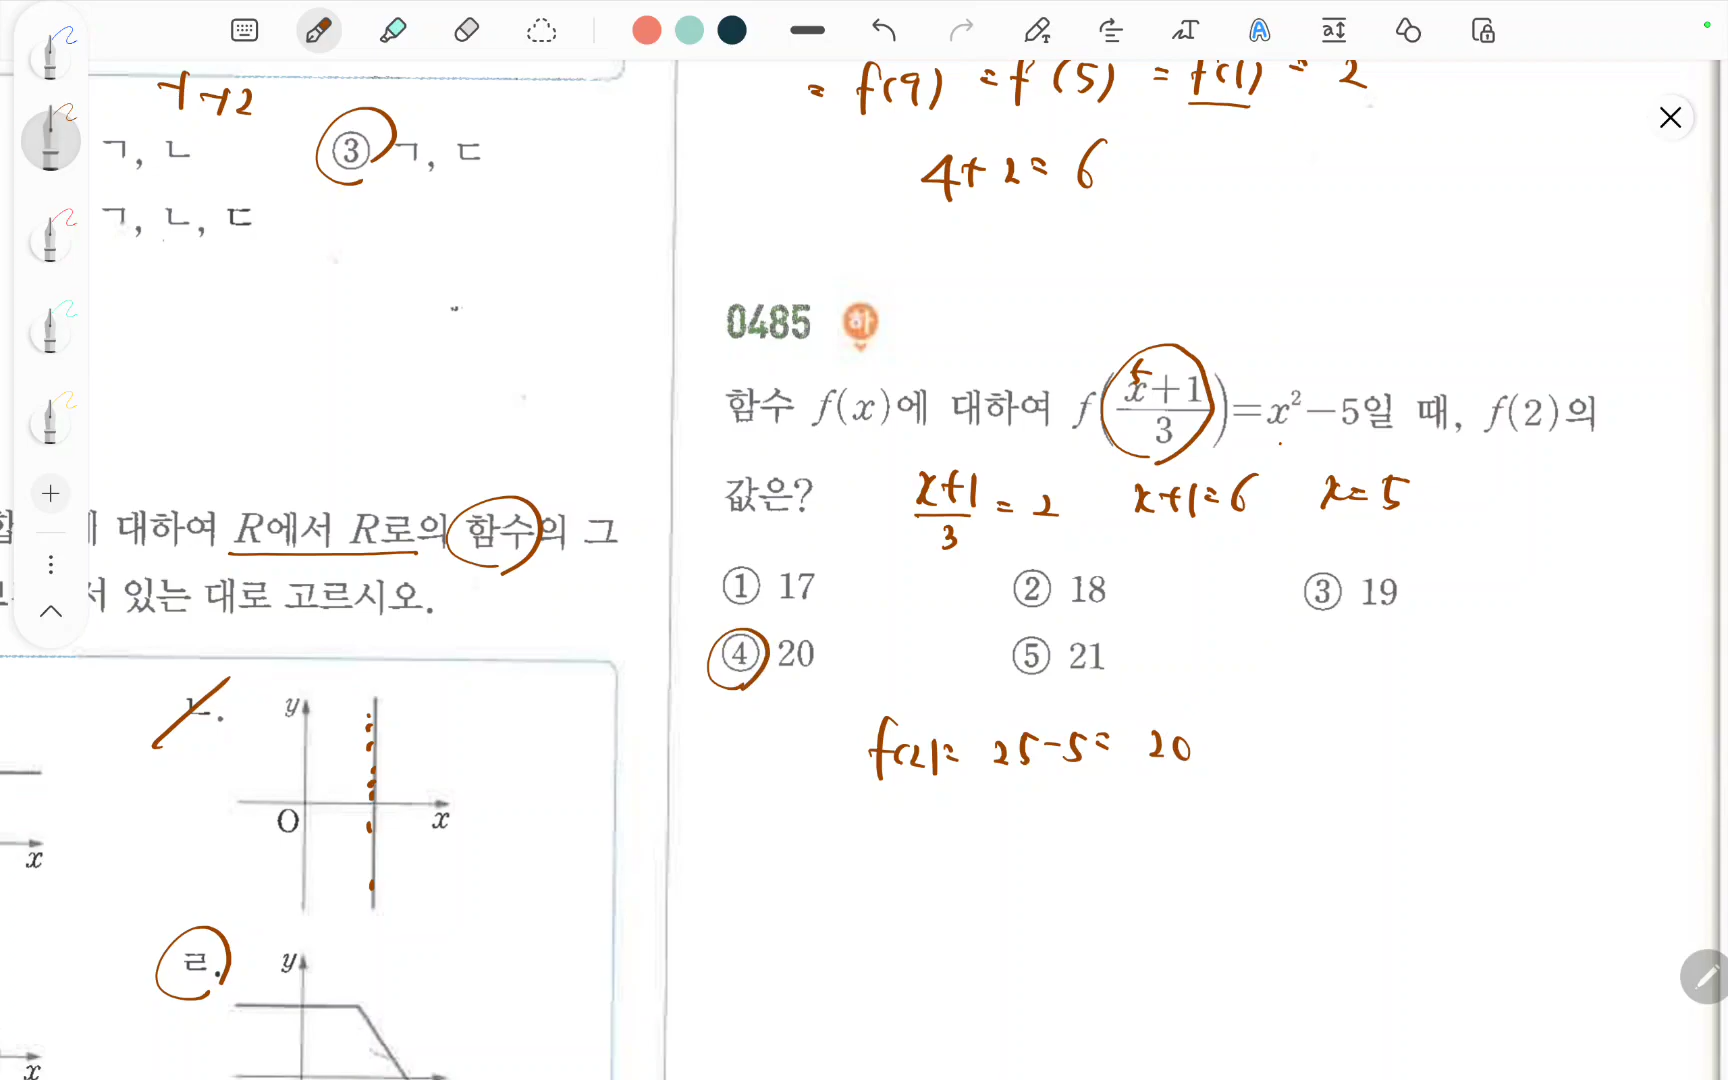 ㅓ→2
ㄱ, ㄴ
③ ㄱ, ㄷ
ㄱ, ㄴ, ㄷ
대하여 R에서 R로의 함수의 그
서 있는 대로 고르시오.
ㄴ.
y
O
x
x
ㄹ.
y
x
= f(9) = f(5) = f(1) = 2
4+2=6
0485 하
함수 f(x)에 대하여 f((x+1)/3)=x²-5일 때, f(2)의
5
값은?
(x+1)/3 = 2 x+1=6 x=5
① 17 ② 18 ③ 19
④ 20 ⑤ 21
f(2)= 25-5= 20